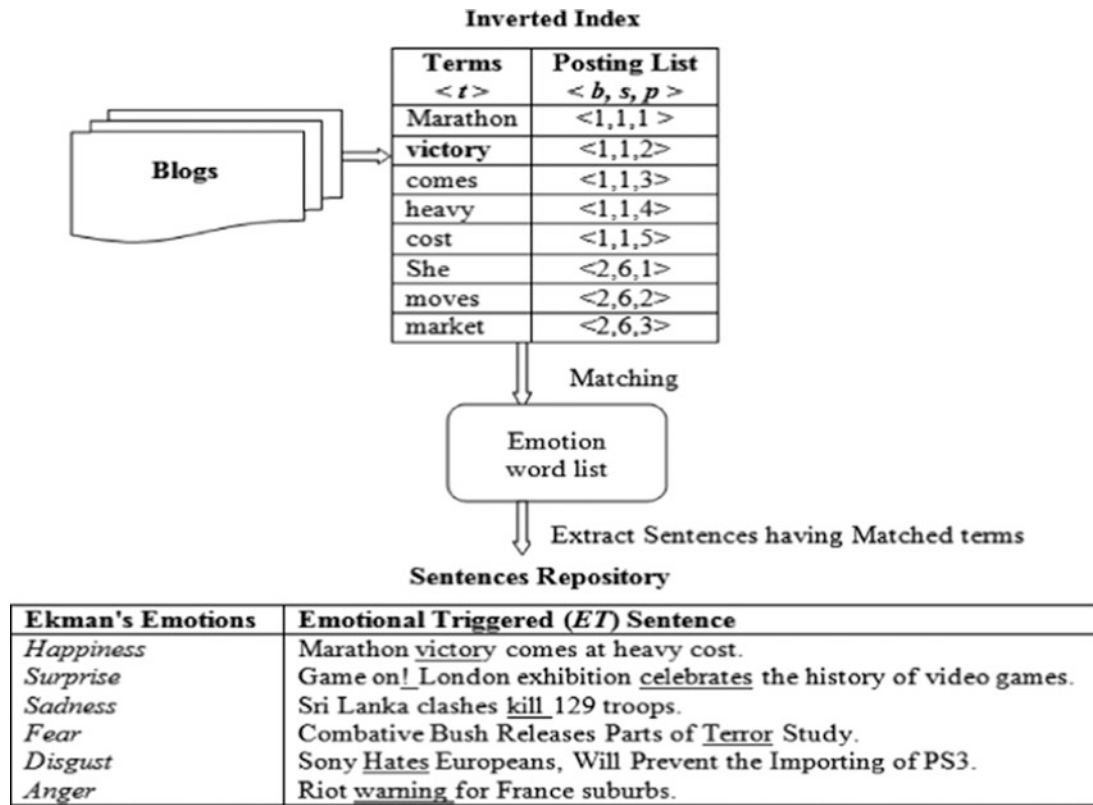 Inverted Index
Terms Posting List
< t > < b, s, p >
Marathon <1,1,1 >
victory <1,1,2>
comes <1,1,3>
heavy <1,1,4>
cost <1,1,5>
She <2,6,1>
moves <2,6,2>
market <2,6,3>
Blogs
Matching
Emotion
word list
Extract Sentences having Matched terms
Sentences Repository
Ekman's Emotions Emotional Triggered (ET) Sentence
Happiness Marathon victory comes at heavy cost.
Surprise Game on! London exhibition celebrates the history of video games.
Sadness Sri Lanka clashes kill 129 troops.
Fear Combative Bush Releases Parts of Terror Study.
Disgust Sony Hates Europeans, Will Prevent the Importing of PS3.
Anger Riot warning for France suburbs.